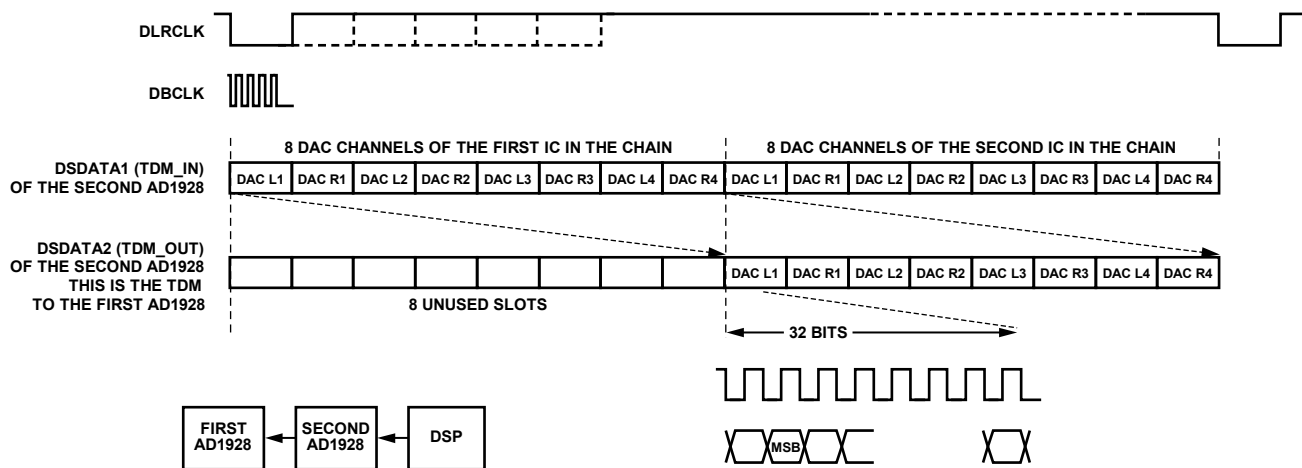 DLRCLK
DBCLK
8 DAC CHANNELS OF THE FIRST IC IN THE CHAIN
8 DAC CHANNELS OF THE SECOND IC IN THE CHAIN
DSDATA1 (TDM_IN)
OF THE SECOND AD1928
DAC L1 DAC R1 DAC L2 DAC R2 DAC L3 DAC R3 DAC L4 DAC R4 DAC L1 DAC R1 DAC L2 DAC R2 DAC L3 DAC R3 DAC L4 DAC R4
DSDATA2 (TDM_OUT)
OF THE SECOND AD1928
THIS IS THE TDM
TO THE FIRST AD1928
DAC L1 DAC R1 DAC L2 DAC R2 DAC L3 DAC R3 DAC L4 DAC R4
8 UNUSED SLOTS
32 BITS
FIRST
AD1928
SECOND
AD1928
DSP
MSB